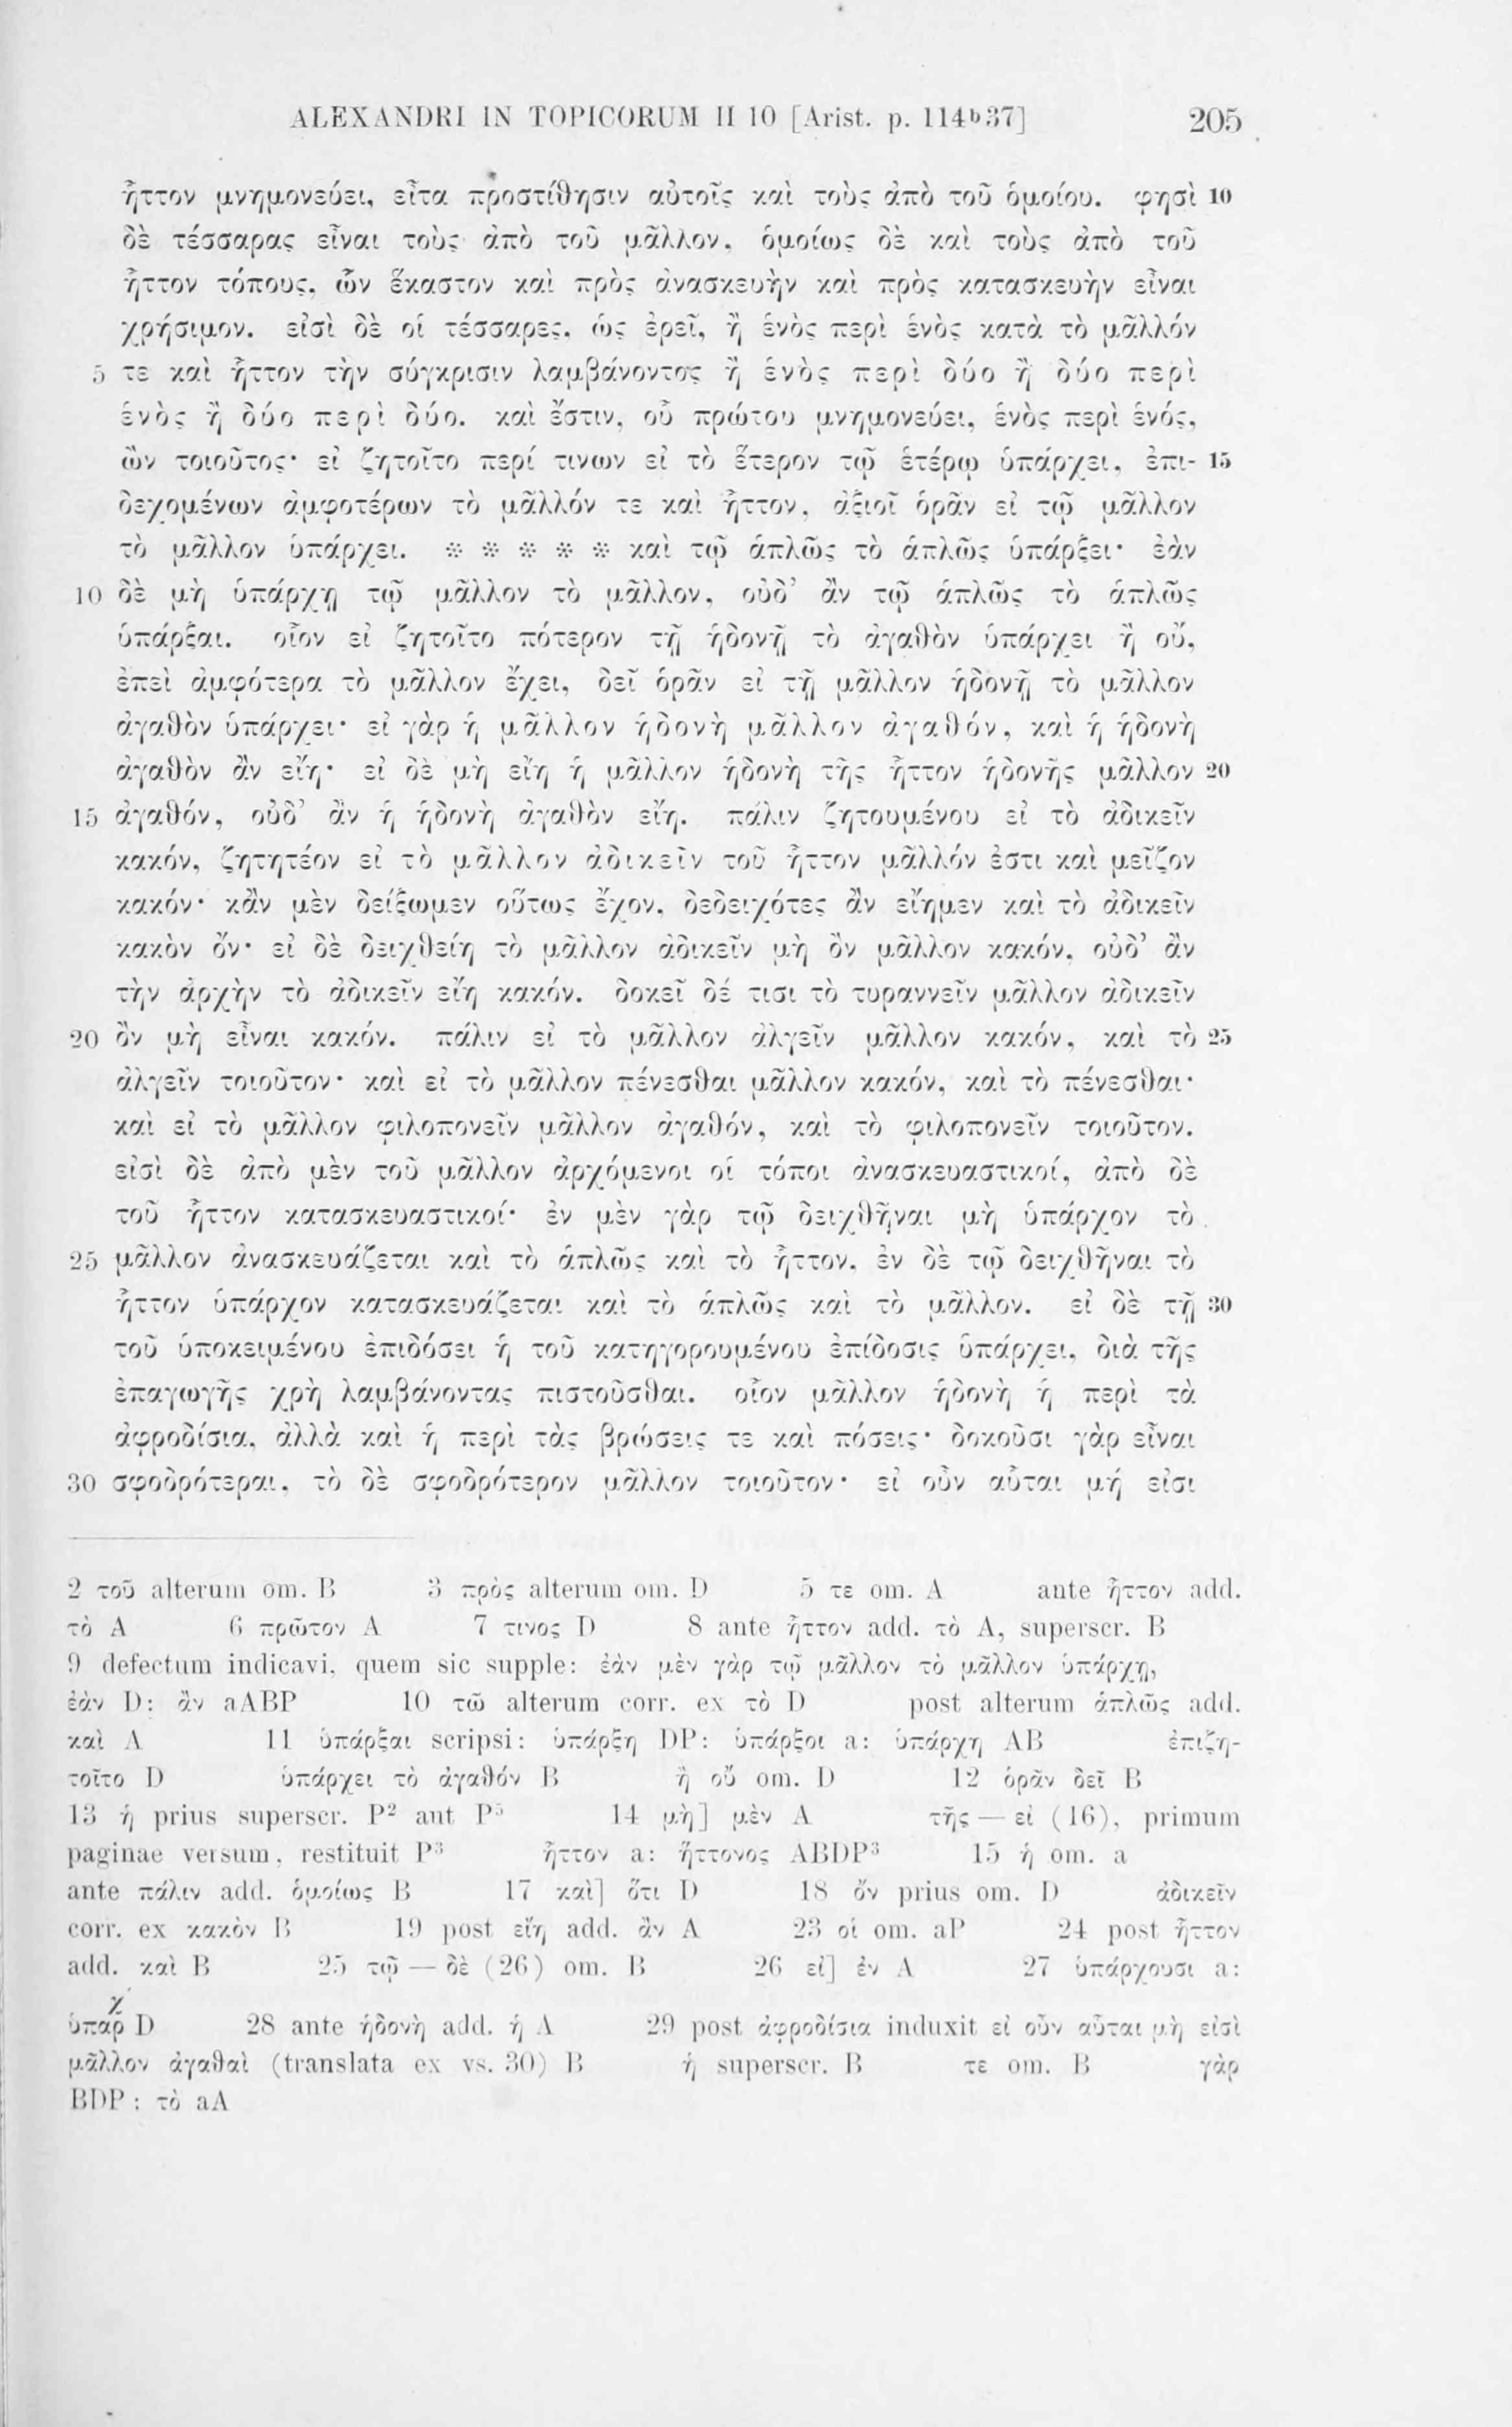 ALEXANDRI IN TOPICORUM II 10 [Arist. p. 114ᵇ37] 205
ἧττον μνημονεύει, εἶτα προστίθησιν αὐτοῖς καὶ τοὺς ἀπὸ τοῦ ὁμοίου. φησὶ 10
δὲ τέσσαρας εἶναι τοὺς ἀπὸ τοῦ μᾶλλον, ὁμοίως δὲ καὶ τοὺς ἀπὸ τοῦ
ἧττον τόπους, ὧν ἕκαστον καὶ πρὸς ἀνασκευὴν καὶ πρὸς κατασκευὴν εἶναι
χρήσιμον. εἰσὶ δὲ οἱ τέσσαρες, ὡς ἐρεῖ, ἢ ἑνὸς περὶ ἑνὸς κατὰ τὸ μᾶλλόν
5 τε καὶ ἧττον τὴν σύγκρισιν λαμβάνοντος ἢ ἑνὸς περὶ δύο ἢ δύο περὶ
ἑνὸς ἢ δύο περὶ δύο. καὶ ἔστιν, οὗ πρώτου μνημονεύει, ἑνὸς περὶ ἑνός,
ὢν τοιοῦτος· εἰ ζητοῖτο περί τινων εἰ τὸ ἕτερον τῷ ἑτέρῳ ὑπάρχει, ἐπι- 15
δεχομένων ἀμφοτέρων τὸ μᾶλλόν τε καὶ ἧττον, ἀξιοῖ ὁρᾶν εἰ τῷ μᾶλλον
τὸ μᾶλλον ὑπάρχει. * * * * * καὶ τῷ ἁπλῶς τὸ ἁπλῶς ὑπάρξει· ἐὰν
10 δὲ μὴ ὑπάρχῃ τῷ μᾶλλον τὸ μᾶλλον, οὐδ’ ἂν τῷ ἁπλῶς τὸ ἁπλῶς
ὑπάρξαι. οἷον εἰ ζητοῖτο πότερον τῇ ἡδονῇ τὸ ἀγαθὸν ὑπάρχει ἢ οὔ,
ἐπεὶ ἀμφότερα τὸ μᾶλλον ἔχει, δεῖ ὁρᾶν εἰ τῇ μᾶλλον ἡδονῇ τὸ μᾶλλον
ἀγαθὸν ὑπάρχει· εἰ γὰρ ἡ μᾶλλον ἡδονὴ μᾶλλον ἀγαθόν, καὶ ἡ ἡδονὴ
ἀγαθὸν ἂν εἴη· εἰ δὲ μὴ εἴη ἡ μᾶλλον ἡδονὴ τῆς ἧττον ἡδονῆς μᾶλλον 20
15 ἀγαθόν, οὐδ’ ἂν ἡ ἡδονὴ ἀγαθὸν εἴη. πάλιν ζητουμένου εἰ τὸ ἀδικεῖν
κακόν, ζητητέον εἰ τὸ μᾶλλον ἀδικεῖν τοῦ ἧττον μᾶλλόν ἐστι καὶ μεῖζον
κακόν· κἂν μὲν δείξωμεν οὕτως ἔχον, δεδειχότες ἂν εἴημεν καὶ τὸ ἀδικεῖν
κακὸν ὄν· εἰ δὲ δειχθείη τὸ μᾶλλον ἀδικεῖν μὴ ὂν μᾶλλον κακόν, οὐδ’ ἂν
τὴν ἀρχὴν τὸ ἀδικεῖν εἴη κακόν. δοκεῖ δέ τισι τὸ τυραννεῖν μᾶλλον ἀδικεῖν
20 ὂν μὴ εἶναι κακόν. πάλιν εἰ τὸ μᾶλλον ἀλγεῖν μᾶλλον κακόν, καὶ τὸ 25
ἀλγεῖν τοιοῦτον· καὶ εἰ τὸ μᾶλλον πένεσθαι μᾶλλον κακόν, καὶ τὸ πένεσθαι·
καὶ εἰ τὸ μᾶλλον φιλοπονεῖν μᾶλλον ἀγαθόν, καὶ τὸ φιλοπονεῖν τοιοῦτον.
εἰσὶ δὲ ἀπὸ μὲν τοῦ μᾶλλον ἀρχόμενοι οἱ τόποι ἀνασκευαστικοί, ἀπὸ δὲ
τοῦ ἧττον κατασκευαστικοί· ἐν μὲν γὰρ τῷ δειχθῆναι μὴ ὑπάρχον τὸ
25 μᾶλλον ἀνασκευάζεται καὶ τὸ ἁπλῶς καὶ τὸ ἧττον, ἐν δὲ τῷ δειχθῆναι τὸ
ἧττον ὑπάρχον κατασκευάζεται καὶ τὸ ἁπλῶς καὶ τὸ μᾶλλον. εἰ δὲ τῇ 30
τοῦ ὑποκειμένου ἐπιδόσει ἡ τοῦ κατηγορουμένου ἐπίδοσις ὑπάρχει, διὰ τῆς
ἐπαγωγῆς χρὴ λαμβάνοντας πιστοῦσθαι. οἷον μᾶλλον ἡδονὴ ἡ περὶ τὰ
ἀφροδίσια, ἀλλὰ καὶ ἡ περὶ τὰς βρώσεις τε καὶ πόσεις· δοκοῦσι γὰρ εἶναι
30 σφοδρότεραι, τὸ δὲ σφοδρότερον μᾶλλον τοιοῦτον· εἰ οὖν αὗται μή εἰσι
2 τοῦ alterum om. B 3 πρὸς alterum om. D 5 τε om. A ante ἧττον add.
τὸ A 6 πρῶτον A 7 τινος D 8 ante ἧττον add. τὸ A, superscr. B
9 defectum indicavi, quem sic supple: ἐὰν μὲν γὰρ τῷ μᾶλλον τὸ μᾶλλον ὑπάρχῃ,
ἐὰν D: ἂν aABP 10 τῶ alterum corr. ex τὸ D post alterum ἁπλῶς add.
καὶ A 11 ὑπάρξαι scripsi: ὑπάρξη DP: ὑπάρξοι a: ὑπάρχη AB ἐπιζη-
τοῖτο D ὑπάρχει τὸ ἀγαθόν B ἢ οὔ om. D 12 ὁρᾶν δεῖ B
13 ἡ prius superscr. P² aut P⁵ 14 μὴ] μὲν A τῆς — εἰ (16), primum
paginae versum, restituit P³ ἧττον a: ἥττονος ABDP³ 15 ἡ om. a
ante πάλιν add. ὁμοίως B 17 καὶ] ὅτι D 18 ὄν prius om. D ἀδικεῖν
corr. ex κακὸν B 19 post εἴη add. ἂν A 23 οἱ om. aP 24 post ἧττον
add. καὶ B 25 τῷ — δὲ (26) om. B 26 εἰ] ἐν A 27 ὑπάρχουσι a:
ὑπαρχ D 28 ante ἡδονὴ add. ἡ A 29 post ἀφροδίσια induxit εἰ οὖν αὗται μὴ εἰσὶ
μᾶλλον ἀγαθαὶ (translata ex vs. 30) B ἡ superscr. B τε om. B γὰρ
BDP: τὸ aA